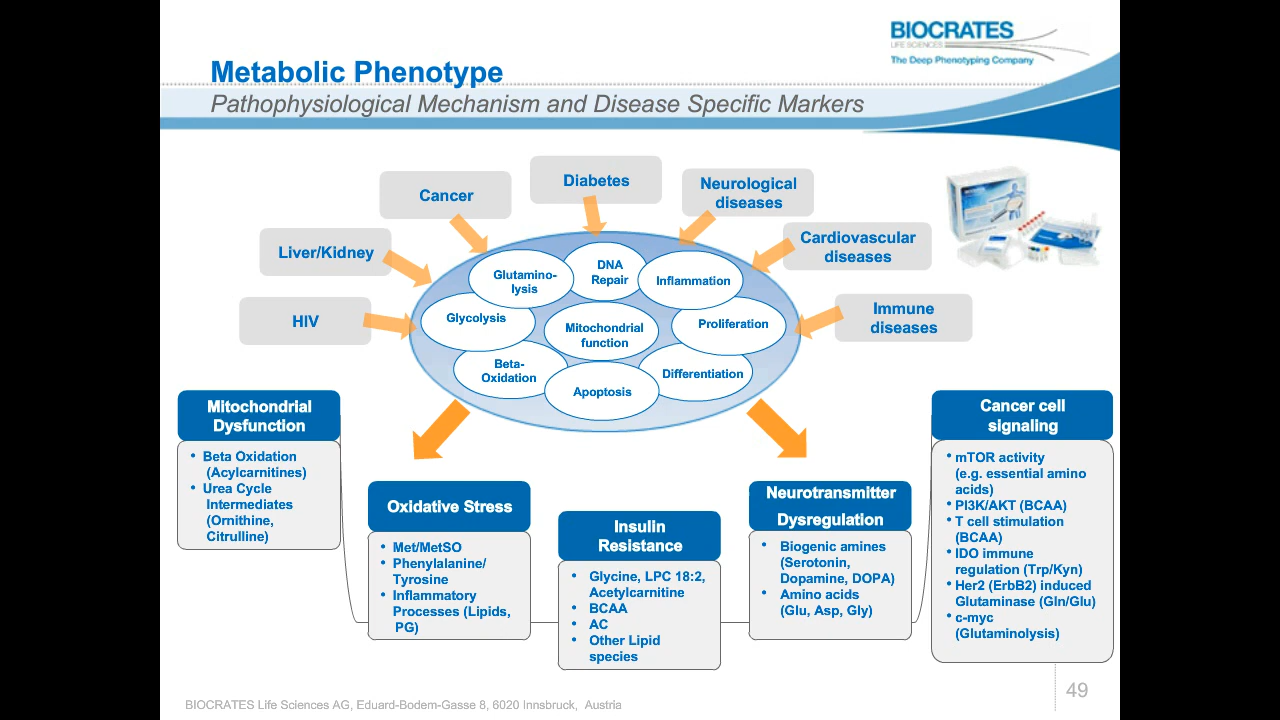 BIOCRATES
LIFE SCIENCES
The Deep Phenotyping Company
Metabolic Phenotype
Pathophysiological Mechanism and Disease Specific Markers
Diabetes
Cancer
Neurological
diseases
Liver/Kidney
Cardiovascular
diseases
HIV
Immune
diseases
Glutamino-
lysis
DNA
Repair
Inflammation
Glycolysis
Mitochondrial
function
Proliferation
Beta-
Oxidation
Apoptosis
Differentiation
Mitochondrial
Dysfunction
• Beta Oxidation
(Acylcarnitines)
• Urea Cycle
Intermediates
(Ornithine,
Citrulline)
Oxidative Stress
• Met/MetSO
• Phenylalanine/
Tyrosine
• Inflammatory
Processes (Lipids,
PG)
Insulin
Resistance
• Glycine, LPC 18:2,
Acetylcarnitine
• BCAA
• AC
• Other Lipid
species
Neurotransmitter
Dysregulation
• Biogenic amines
(Serotonin,
Dopamine, DOPA)
• Amino acids
(Glu, Asp, Gly)
Cancer cell
signaling
• mTOR activity
(e.g. essential amino
acids)
• PI3K/AKT (BCAA)
• T cell stimulation
(BCAA)
• IDO immune
regulation (Trp/Kyn)
• Her2 (ErbB2) induced
Glutaminase (Gln/Glu)
• c-myc
(Glutaminolysis)
BIOCRATES Life Sciences AG, Eduard-Bodem-Gasse 8, 6020 Innsbruck, Austria
49